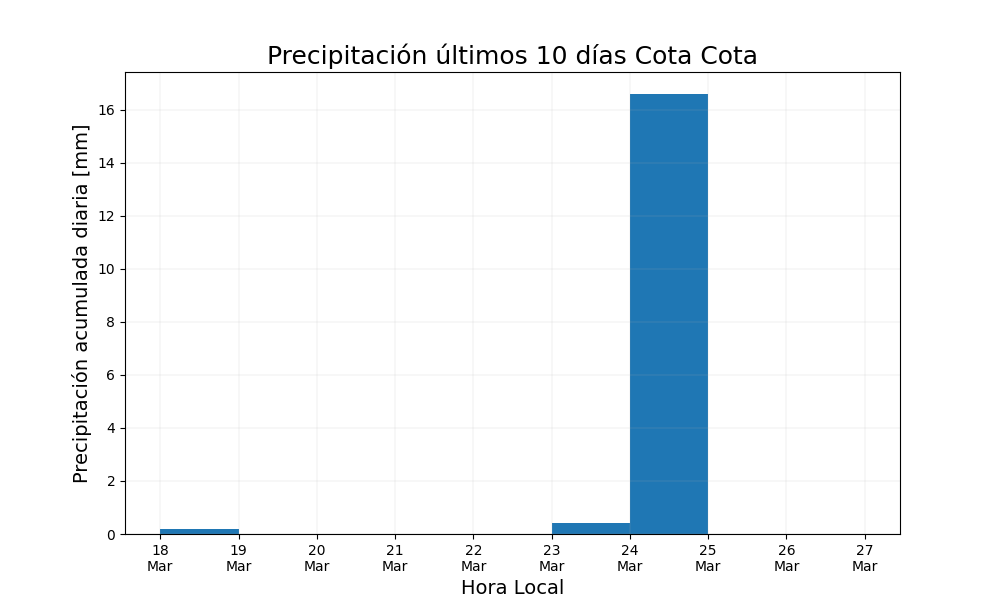 Precipitación últimos 10 días Cota Cota
Precipitación acumulada diaria [mm]
16
14
12
10
8
6
4
2
0
18 19 20 21 22 23 24 25 26 27
Mar Mar Mar Mar Mar Mar Mar Mar Mar Mar
Hora Local